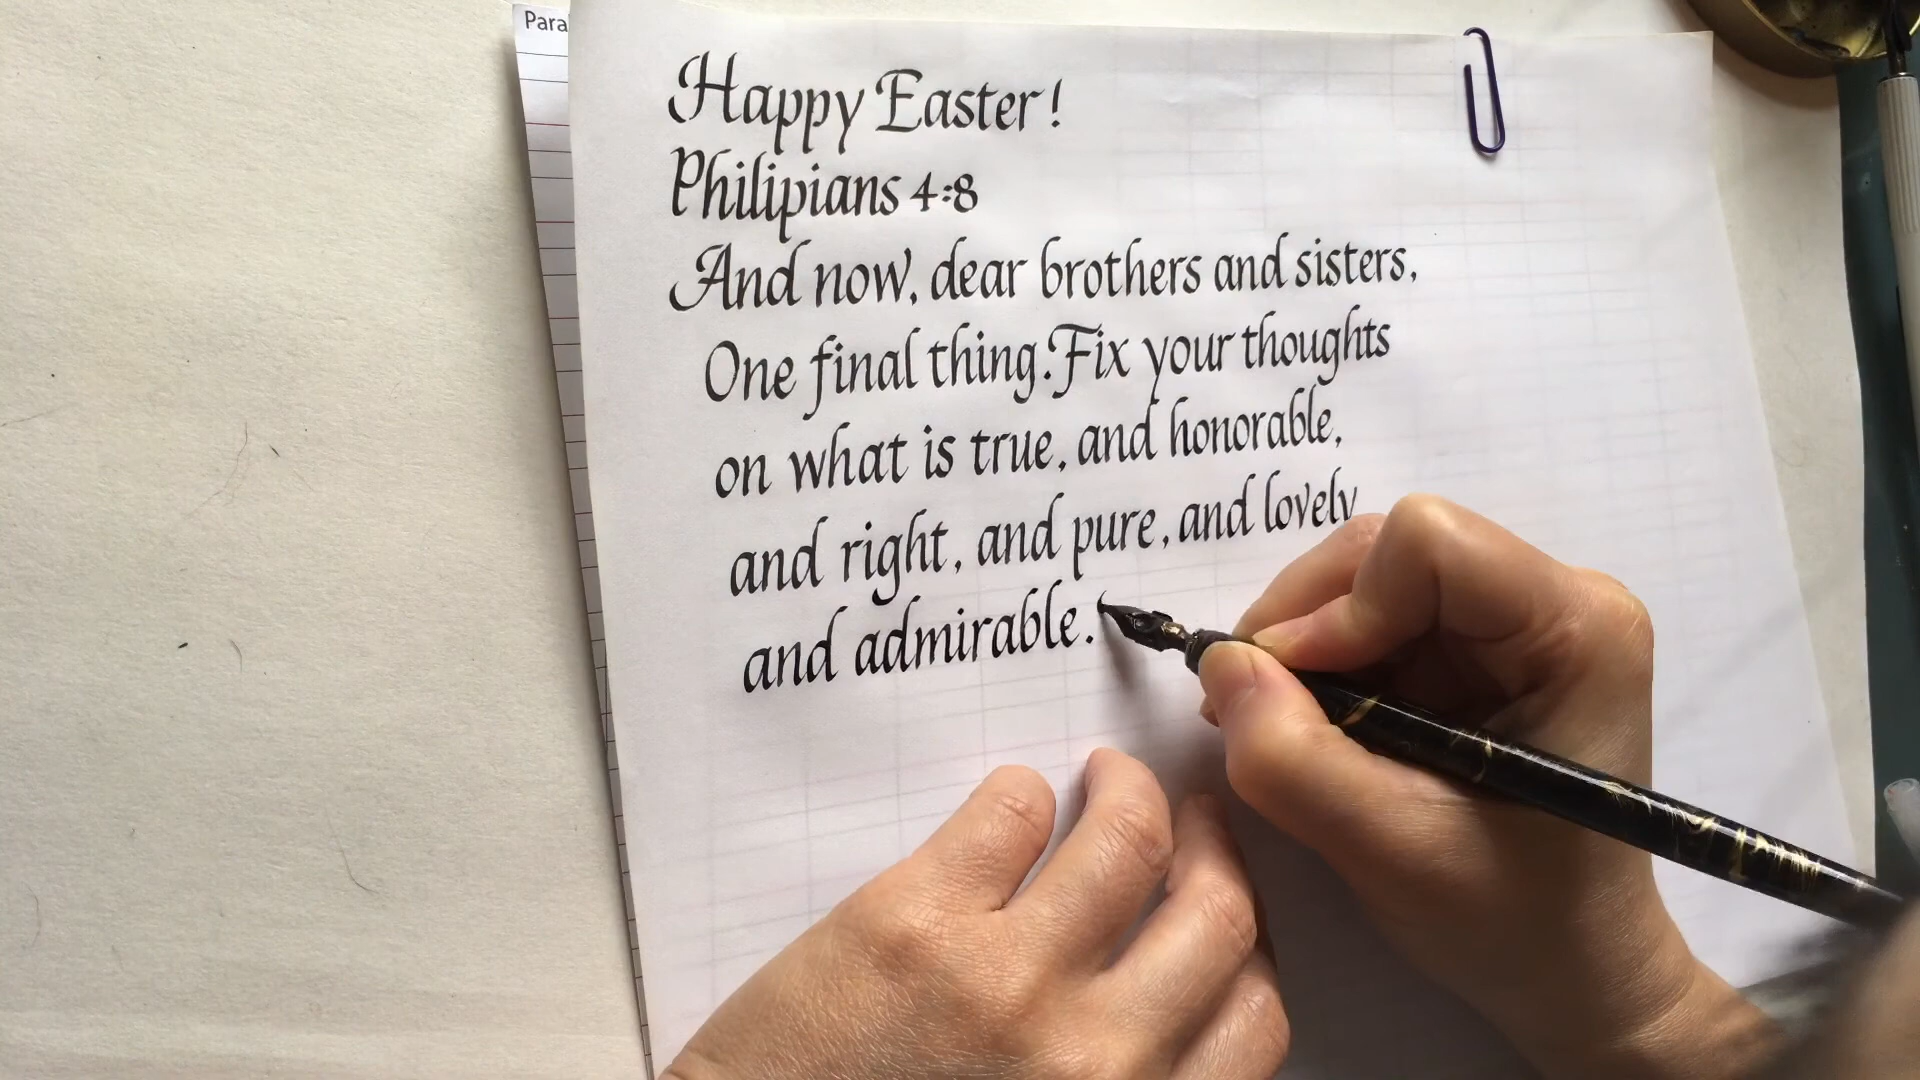 Para
Happy Easter!
Philipians 4:8
And now, dear brothers and sisters,
One final thing. Fix your thoughts
on what is true, and honorable,
and right, and pure, and lovely
and admirable.